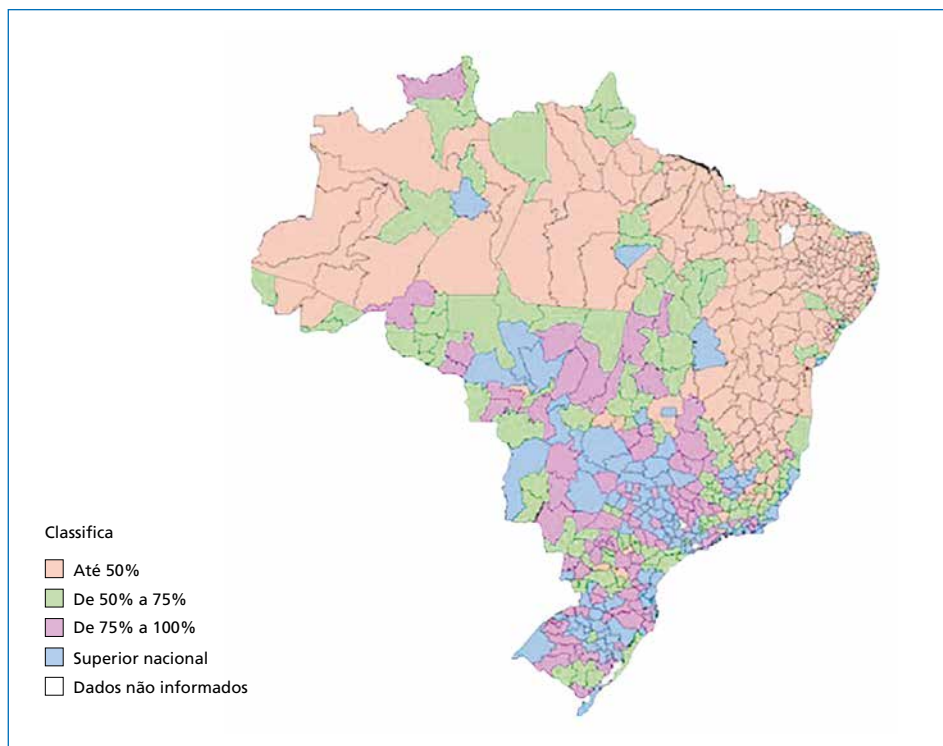 Classifica
Até 50%
De 50% a 75%
De 75% a 100%
Superior nacional
Dados não informados